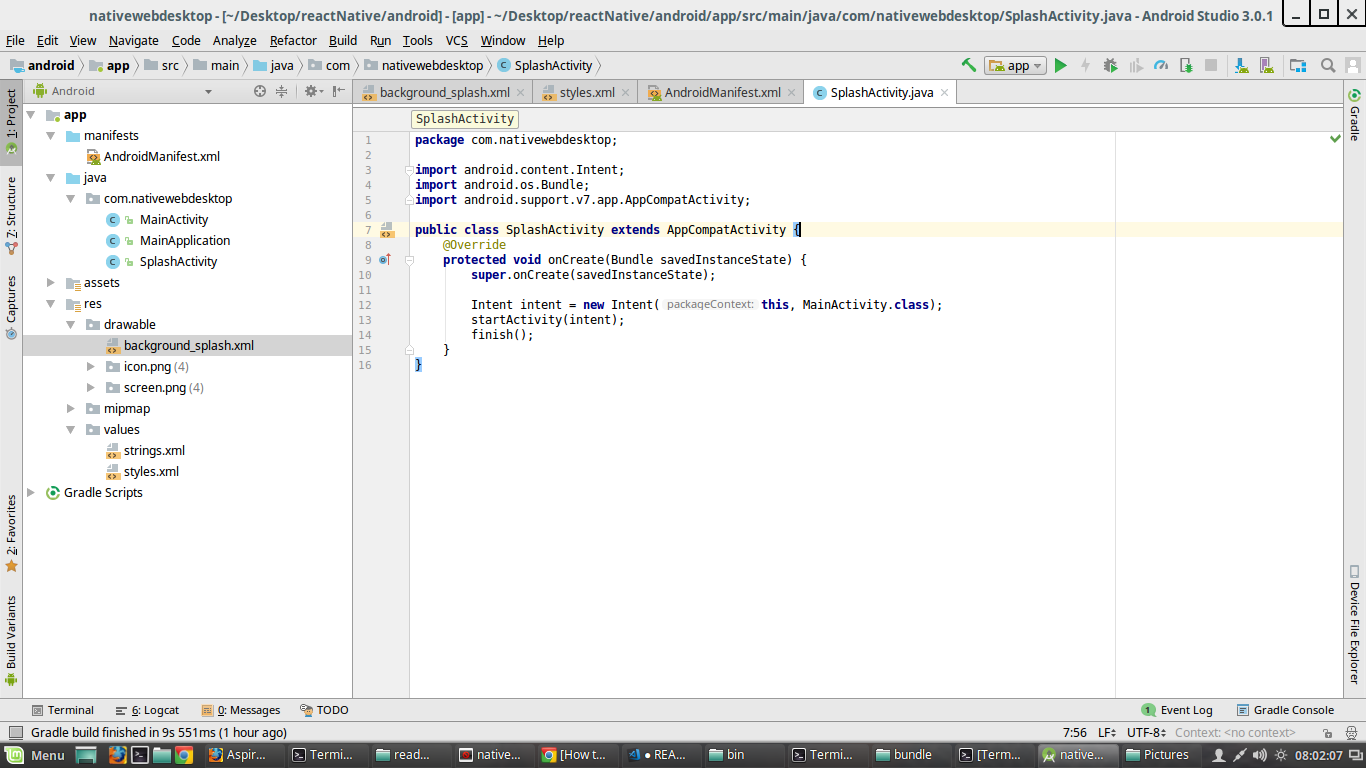 nativewebdesktop - [~/Desktop/reactNative/android] - [app] - ~/Desktop/reactNative/android/app/src/main/java/com/nativewebdesktop/SplashActivity.java - Android Studio 3.0.1
File Edit View Navigate Code Analyze Refactor Build Run Tools VCS Window Help
android app src main java com nativewebdesktop SplashActivity app
Android
background_splash.xml styles.xml AndroidManifest.xml SplashActivity.java
1: Project
7: Structure
Captures
2: Favorites
Build Variants
app
manifests
AndroidManifest.xml
java
com.nativewebdesktop
MainActivity
MainApplication
SplashActivity
assets
res
drawable
background_splash.xml
icon.png (4)
screen.png (4)
mipmap
values
strings.xml
styles.xml
Gradle Scripts
SplashActivity
1 package com.nativewebdesktop;
2
3 import android.content.Intent;
4 import android.os.Bundle;
5 import android.support.v7.app.AppCompatActivity;
6
7 public class SplashActivity extends AppCompatActivity {
8 @Override
9 protected void onCreate(Bundle savedInstanceState) {
10 super.onCreate(savedInstanceState);
11
12 Intent intent = new Intent( packageContext: this, MainActivity.class);
13 startActivity(intent);
14 finish();
15 }
16 }
Gradle
Device File Explorer
Terminal 6: Logcat 0: Messages TODO 1 Event Log Gradle Console
Gradle build finished in 9s 551ms (1 hour ago) 7:56 LF UTF-8 Context: <no context>
Menu Aspir... Termi... read... native... [How t... • REA... bin Termi... bundle [Term... native... Pictures 08:02:07